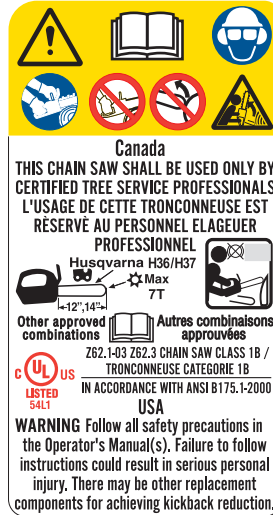 Canada
THIS CHAIN SAW SHALL BE USED ONLY BY
CERTIFIED TREE SERVICE PROFESSIONALS
L'USAGE DE CETTE TRONCONNEUSE EST
RÈSERVÈ AU PERSONNEL ELAGEUER
PROFESSIONNEL
Husqvarna H36/H37
Max
7T
12",14"
Other approved
combinations
Autres combinaisons
approuvées
Z62.1-03 Z62.3 CHAIN SAW CLASS 1B /
TRONCONNEUSE CATEGORIE 1B
IN ACCORDANCE WITH ANSI B175.1-2000
C UL US
LISTED
54L1
USA
WARNING Follow all safety precautions in
the Operator's Manual(s). Failure to follow
instructions could result in serious personal
injury. There may be other replacement
components for achieving kickback reduction.